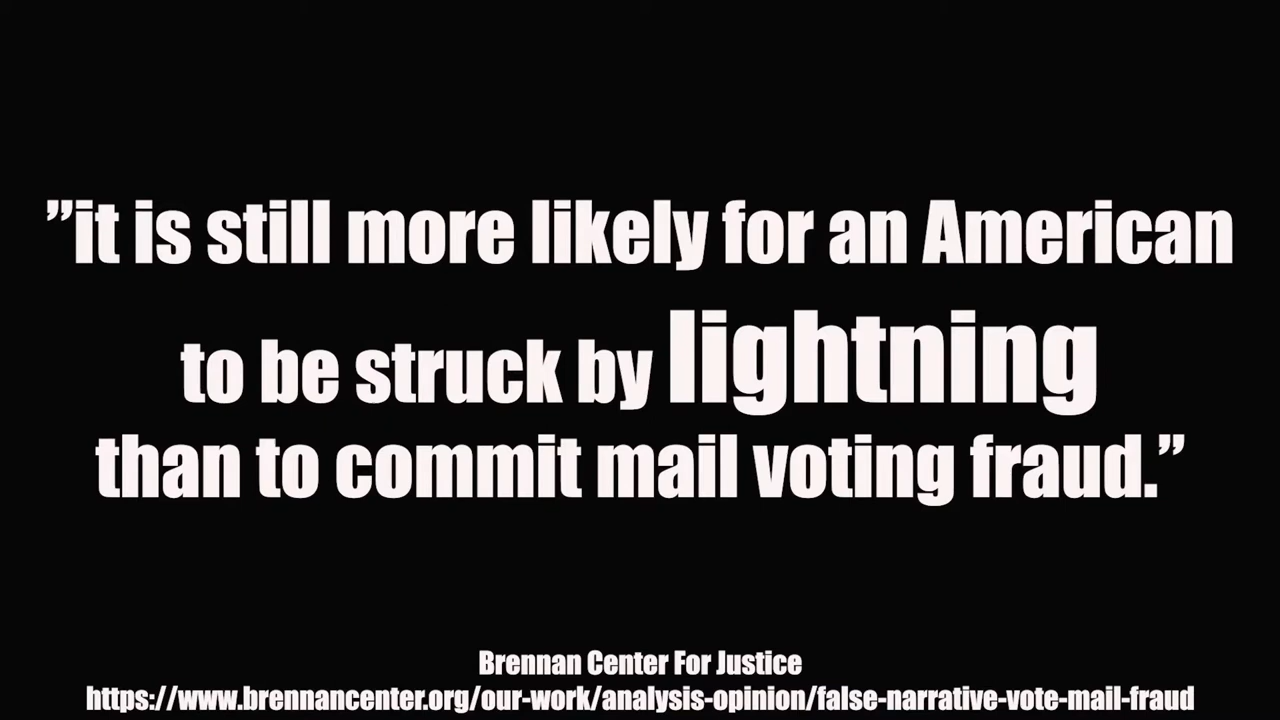 ”it is still more likely for an American
to be struck by lightning
than to commit mail voting fraud.”
Brennan Center For Justice
https://www.brennancenter.org/our-work/analysis-opinion/false-narrative-vote-mail-fraud